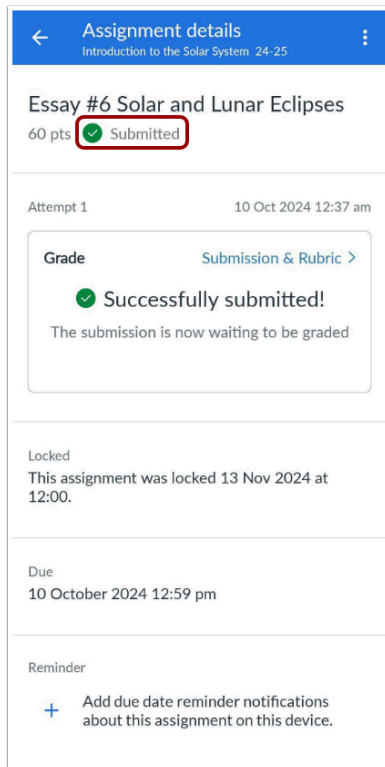 Assignment details
Introduction to the Solar System 24-25
Essay #6 Solar and Lunar Eclipses
60 pts Submitted
Attempt 1 10 Oct 2024 12:37 am
Grade Submission & Rubric >
Successfully submitted!
The submission is now waiting to be graded
Locked
This assignment was locked 13 Nov 2024 at
12:00.
Due
10 October 2024 12:59 pm
Reminder
Add due date reminder notifications
about this assignment on this device.